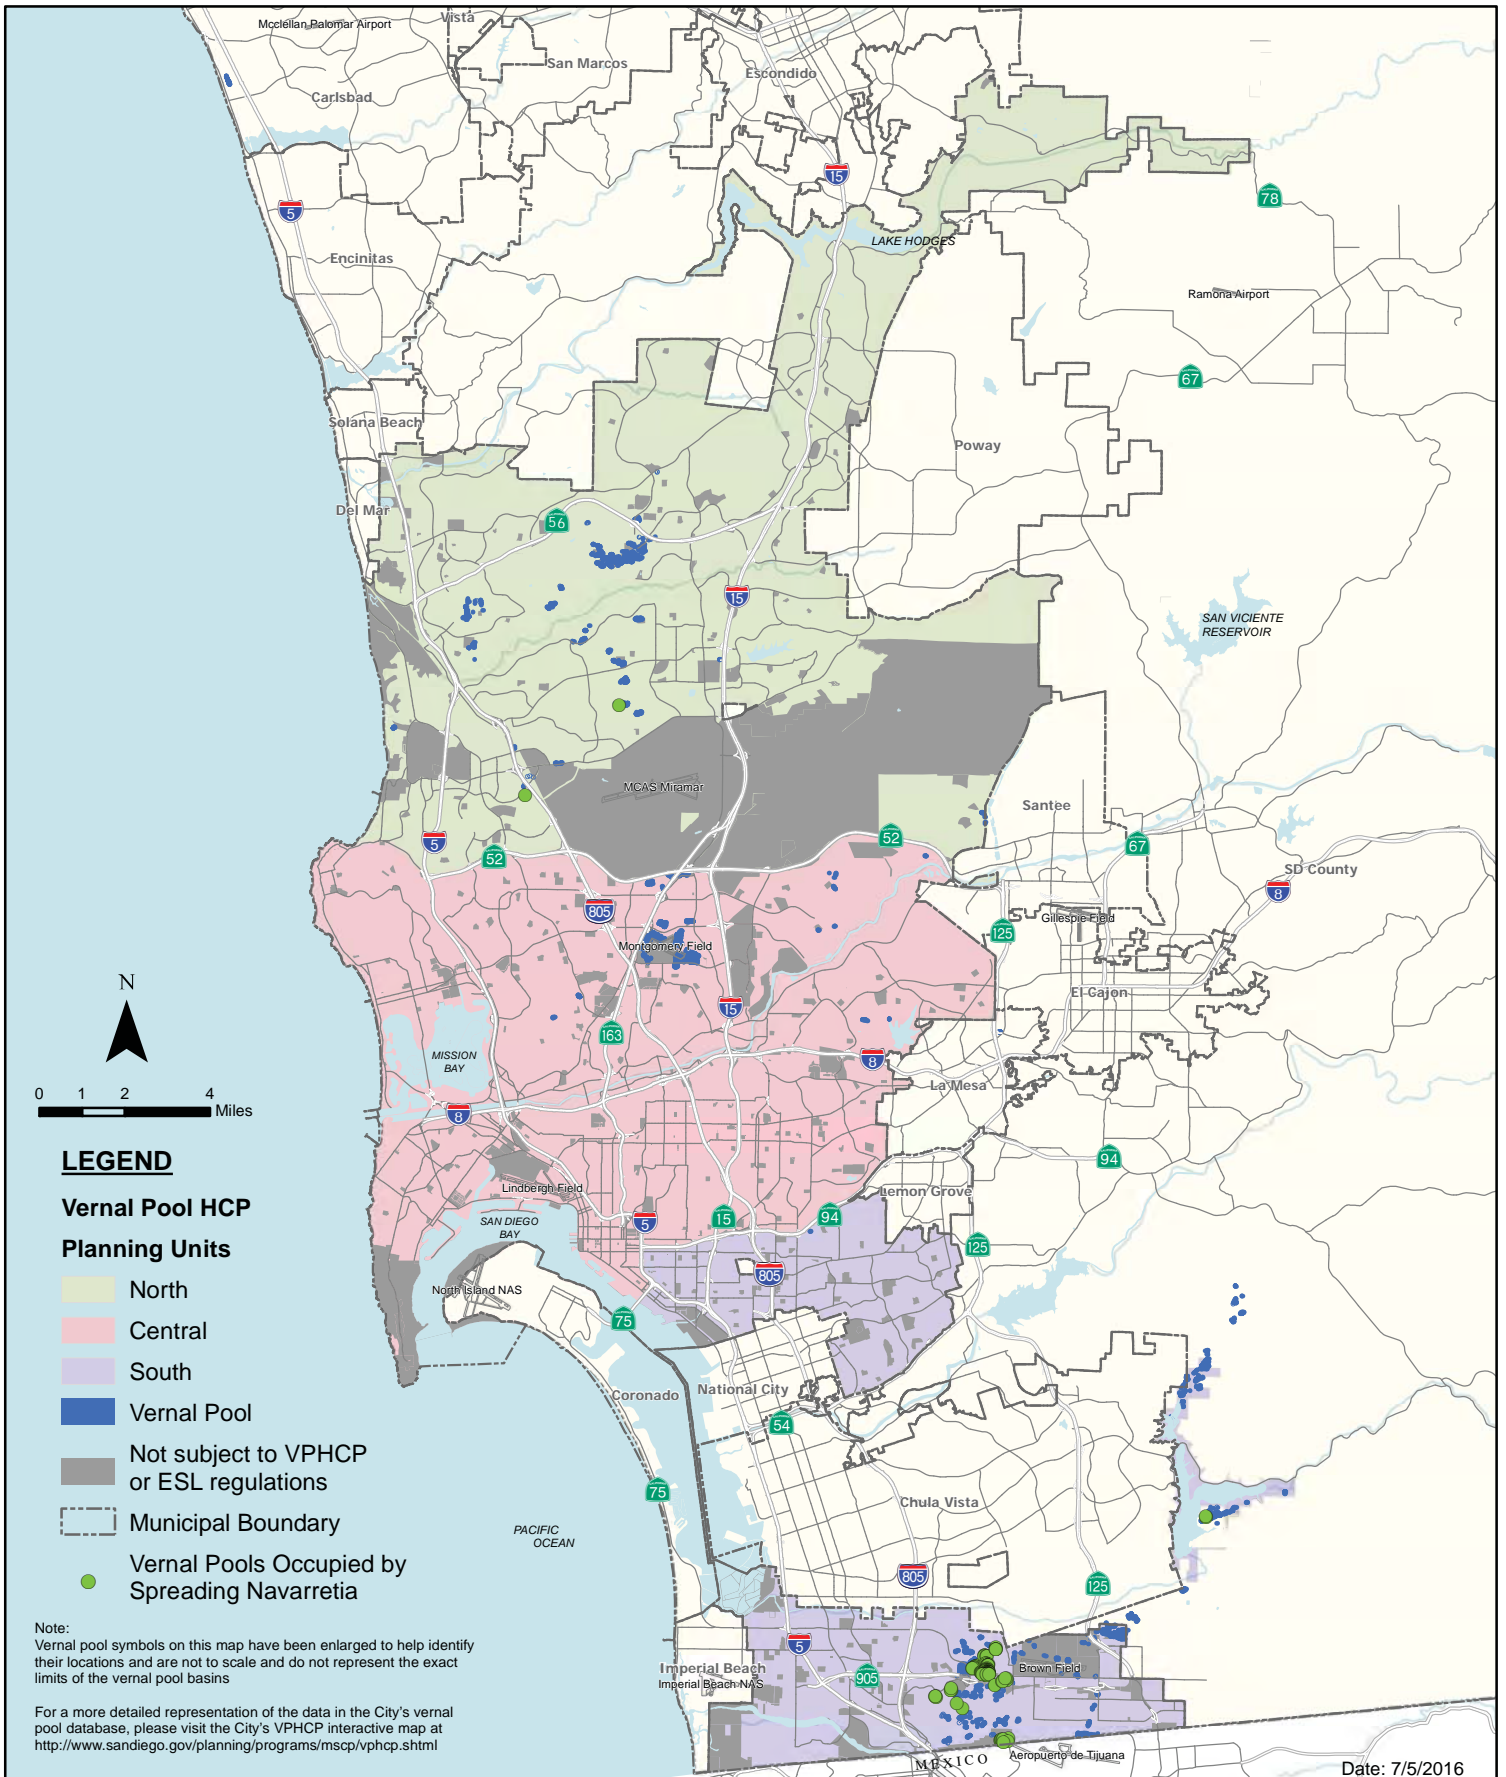 Mcclellan Palomar Airport
Vista
San Marcos
Escondido
Carlsbad
15
5
78
LAKE HODGES
Encinitas
Ramona Airport
67
Solana Beach
Poway
Del Mar
56
15
SAN VICIENTE
RESERVOIR
MCAS Miramar
Santee
5
52
52
67
SD County
8
805
125
Gillespie Field
Montgomery Field
N
El Cajon
15
163
MISSION
BAY
8
La Mesa
0 1 2 4
Miles
8
94
LEGEND
Vernal Pool HCP
Planning Units
North
Central
South
Vernal Pool
Not subject to VPHCP
or ESL regulations
Municipal Boundary
Vernal Pools Occupied by
Spreading Navarretia
Lindbergh Field
Lemon Grove
SAN DIEGO
BAY
5
15
94
125
805
North Island NAS
75
Coronado
National City
54
75
Chula Vista
PACIFIC
OCEAN
805
125
Note:
Vernal pool symbols on this map have been enlarged to help identify
their locations and are not to scale and do not represent the exact
limits of the vernal pool basins
For a more detailed representation of the data in the City's vernal
pool database, please visit the City's VPHCP interactive map at
http://www.sandiego.gov/planning/programs/mscp/vphcp.shtml
5
Imperial Beach
Imperial Beach NAS
905
Brown Field
MEXICO
Aeropuerto de Tijuana
Date: 7/5/2016